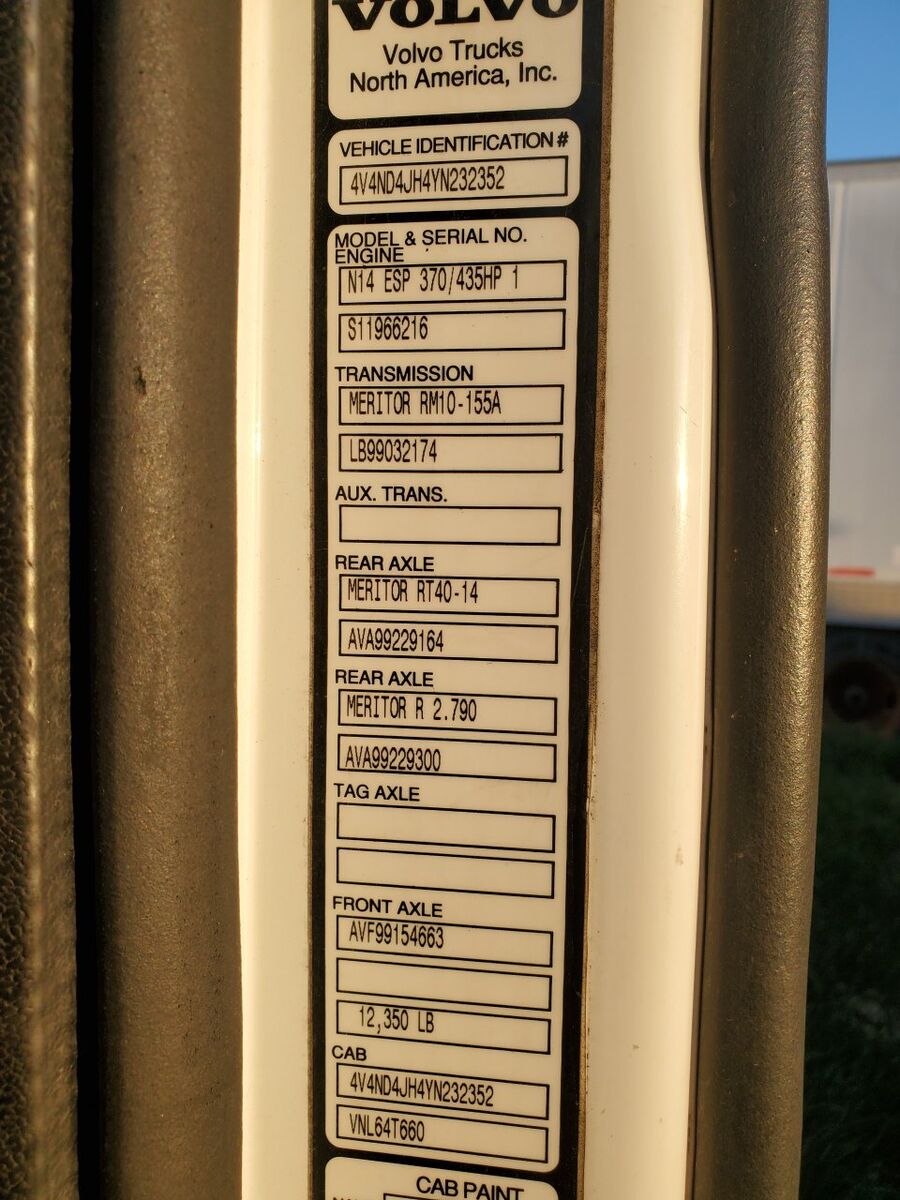 VOLVO
Volvo Trucks
North America, Inc.
VEHICLE IDENTIFICATION #
4V4ND4JH4YN232352
MODEL & SERIAL NO.
ENGINE
N14 ESP 370/435HP 1
S11966216
TRANSMISSION
MERITOR RM10-155A
LB99032174
AUX. TRANS.
REAR AXLE
MERITOR RT40-14
AVA99229164
REAR AXLE
MERITOR R 2.790
AVA99229300
TAG AXLE
FRONT AXLE
AVF99154663
12,350 LB
CAB
4V4ND4JH4YN232352
VNL64T660
CAB PAINT